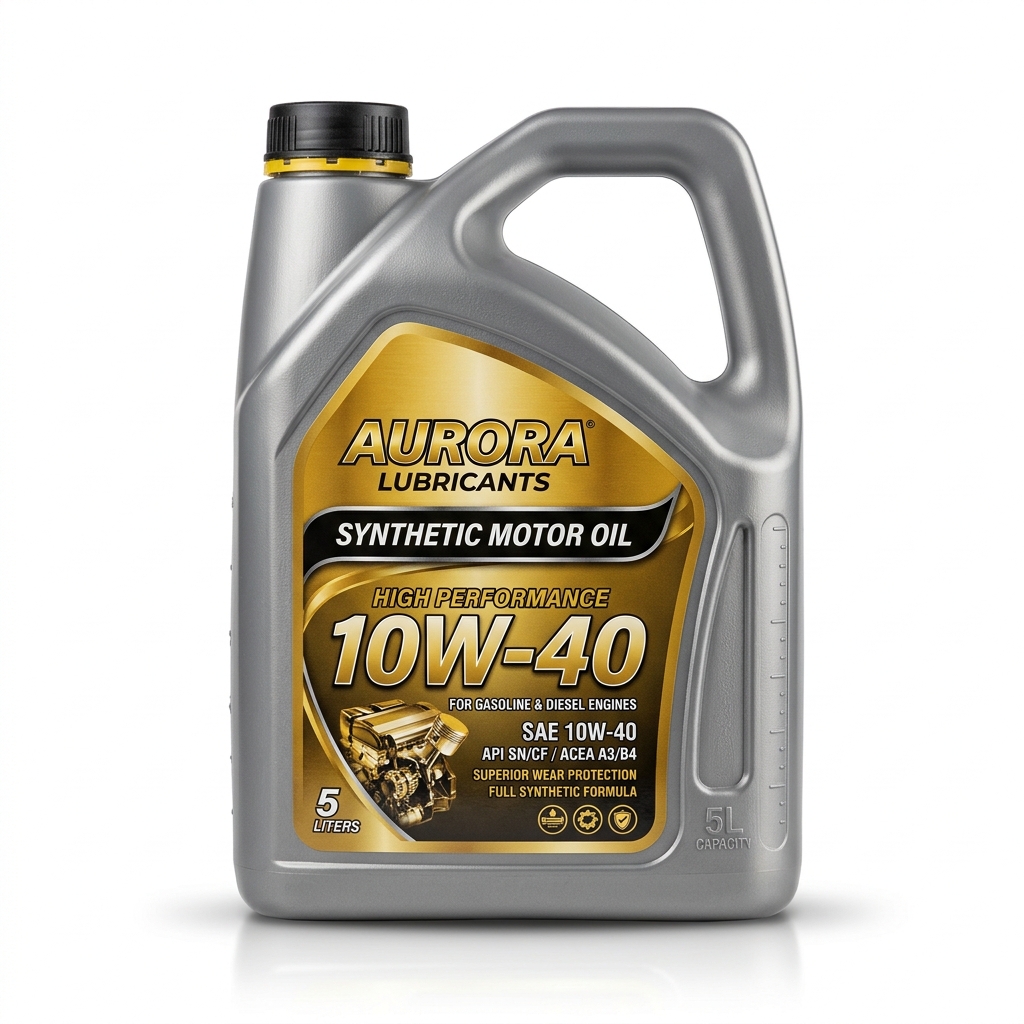 AURORA©
LUBRICANTS
SYNTHETIC MOTOR OIL
HIGH PERFORMANCE
10W-40
FOR GASOLINE & DIESEL ENGINES
SAE 10W-40
API SN/CF / ACEA A3/B4
SUPERIOR WEAR PROTECTION
FULL SYNTHETIC FORMULA
5
LITERS
5L
CAPACITY